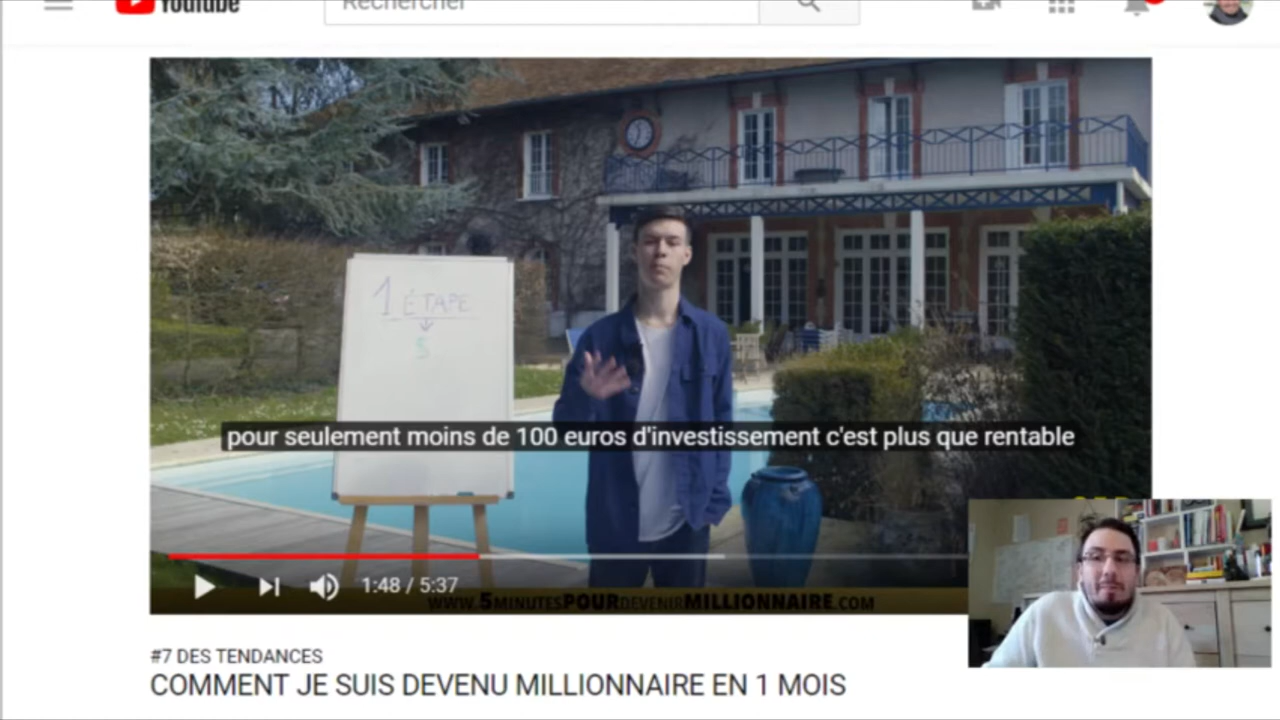 YouTube
Rechercher
1 ÉTAPE
$
pour seulement moins de 100 euros d'investissement c'est plus que rentable
1:48 / 5:37
WWW.5MINUTESPOURDEVENIRMILLIONNAIRE.COM
#7 DES TENDANCES
COMMENT JE SUIS DEVENU MILLIONNAIRE EN 1 MOIS